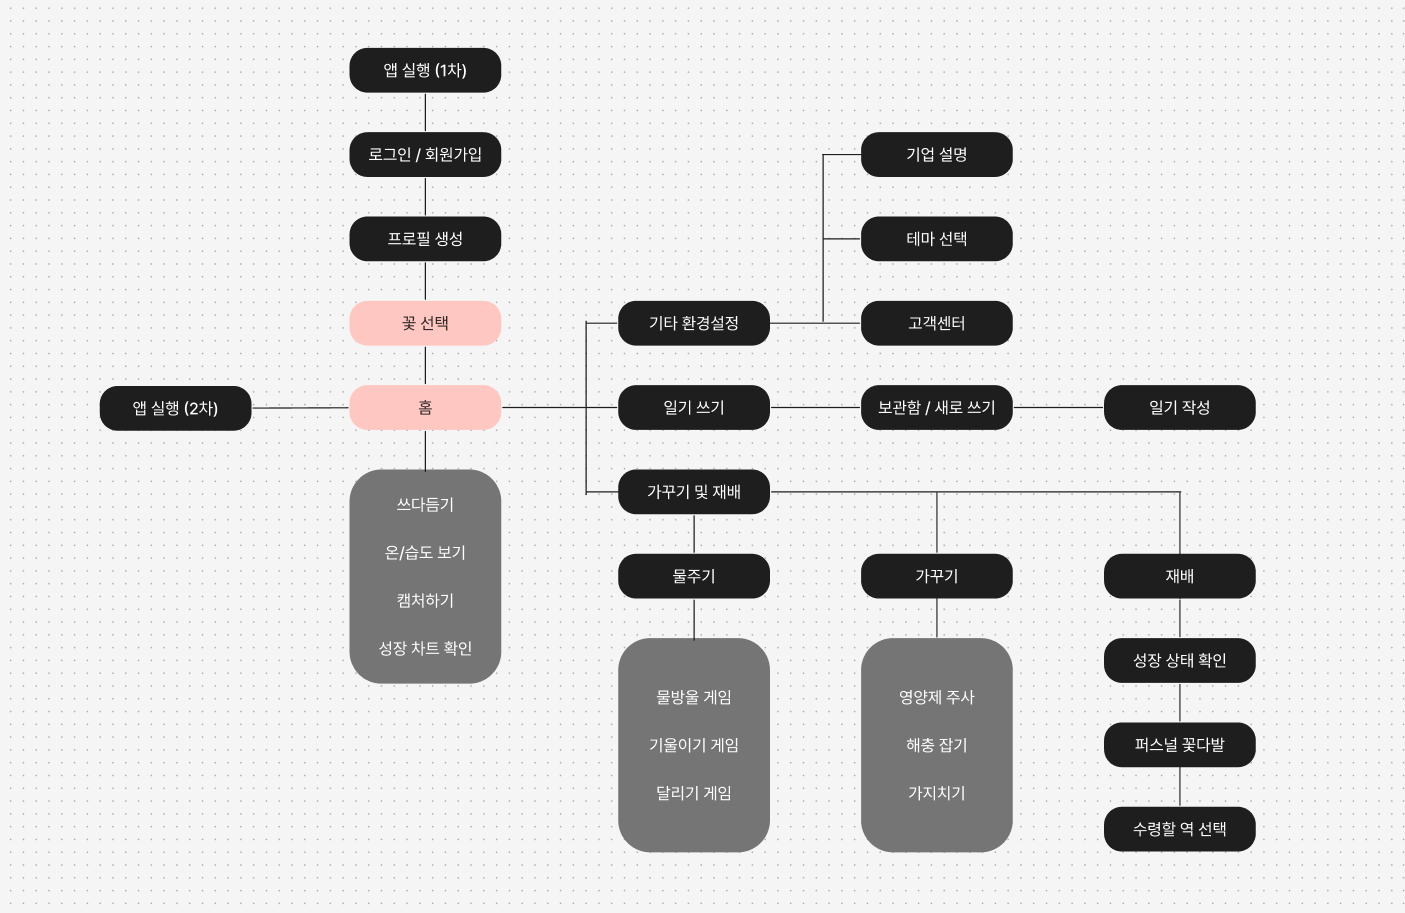 앱 실행 (1차)
로그인 / 회원가입
기업 설명
프로필 생성
테마 선택
꽃 선택
기타 환경설정
고객센터
앱 실행 (2차)
홈
일기 쓰기
보관함 / 새로 쓰기
일기 작성
쓰다듬기
온/습도 보기
캡처하기
성장 차트 확인
가꾸기 및 재배
물주기
가꾸기
재배
물방울 게임
기울이기 게임
달리기 게임
영양제 주사
해충 잡기
가지치기
성장 상태 확인
퍼스널 꽃다발
수령할 역 선택